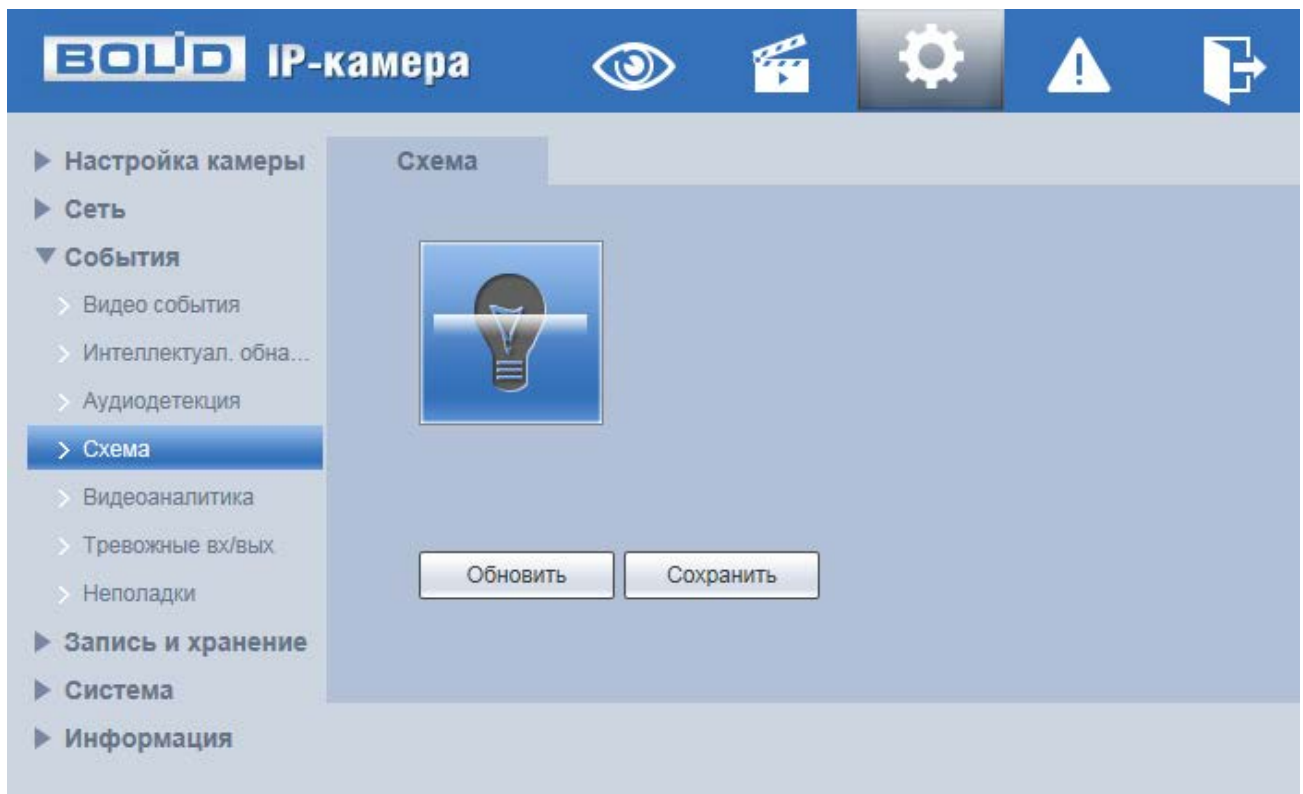 BOLID IP-камера
Настройка камеры
Сеть
События
Видео события
Интеллектуал. обна...
Аудиодетекция
Схема
Видеоаналитика
Тревожные вх/вых
Неполадки
Запись и хранение
Система
Информация
Схема
Обновить
Сохранить